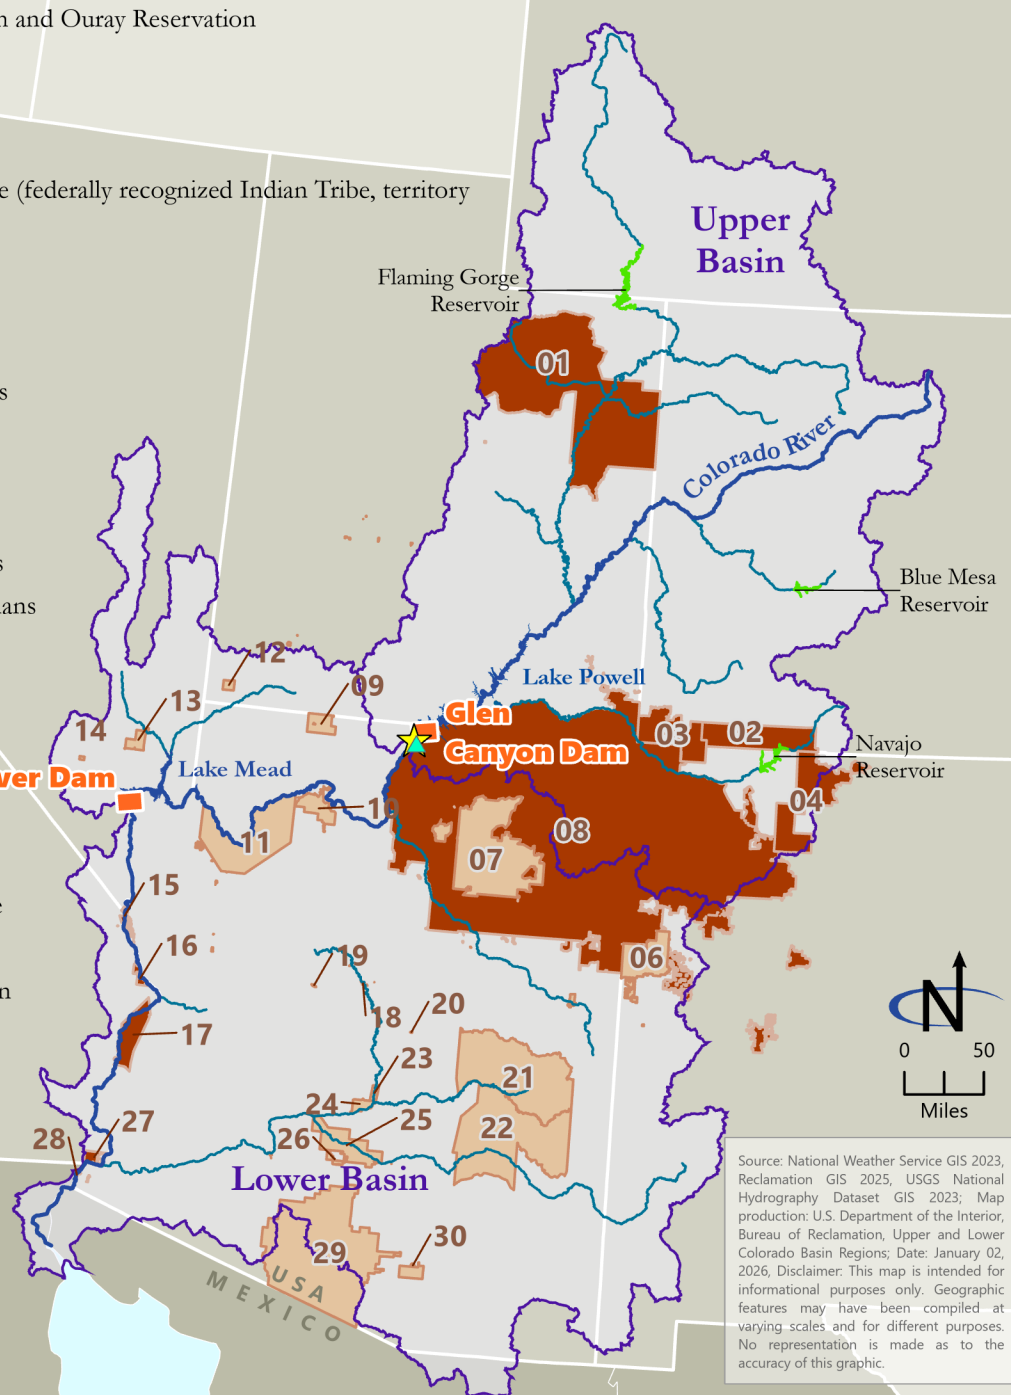 n and Ouray Reservation
e (federally recognized Indian Tribe, territory
Upper
Basin
Flaming Gorge
Reservoir
01
s
Colorado River
s
Blue Mesa
Reservoir
ans
12
09
Lake Powell
13
14
Glen
Canyon Dam
03
02
Navajo
Reservoir
ver Dam
Lake Mead
10
04
11
08
07
15
e
16
06
19
n
N
18
20
17
0 50
Miles
23
21
24
25
22
27
28
26
Lower Basin
29
30
USA
MEXICO
Source: National Weather Service GIS 2023,
Reclamation GIS 2025, USGS National
Hydrography Dataset GIS 2023; Map
production: U.S. Department of the Interior,
Bureau of Reclamation, Upper and Lower
Colorado Basin Regions; Date: January 02,
2026, Disclaimer: This map is intended for
informational purposes only. Geographic
features may have been compiled at
varying scales and for different purposes.
No representation is made as to the
accuracy of this graphic.